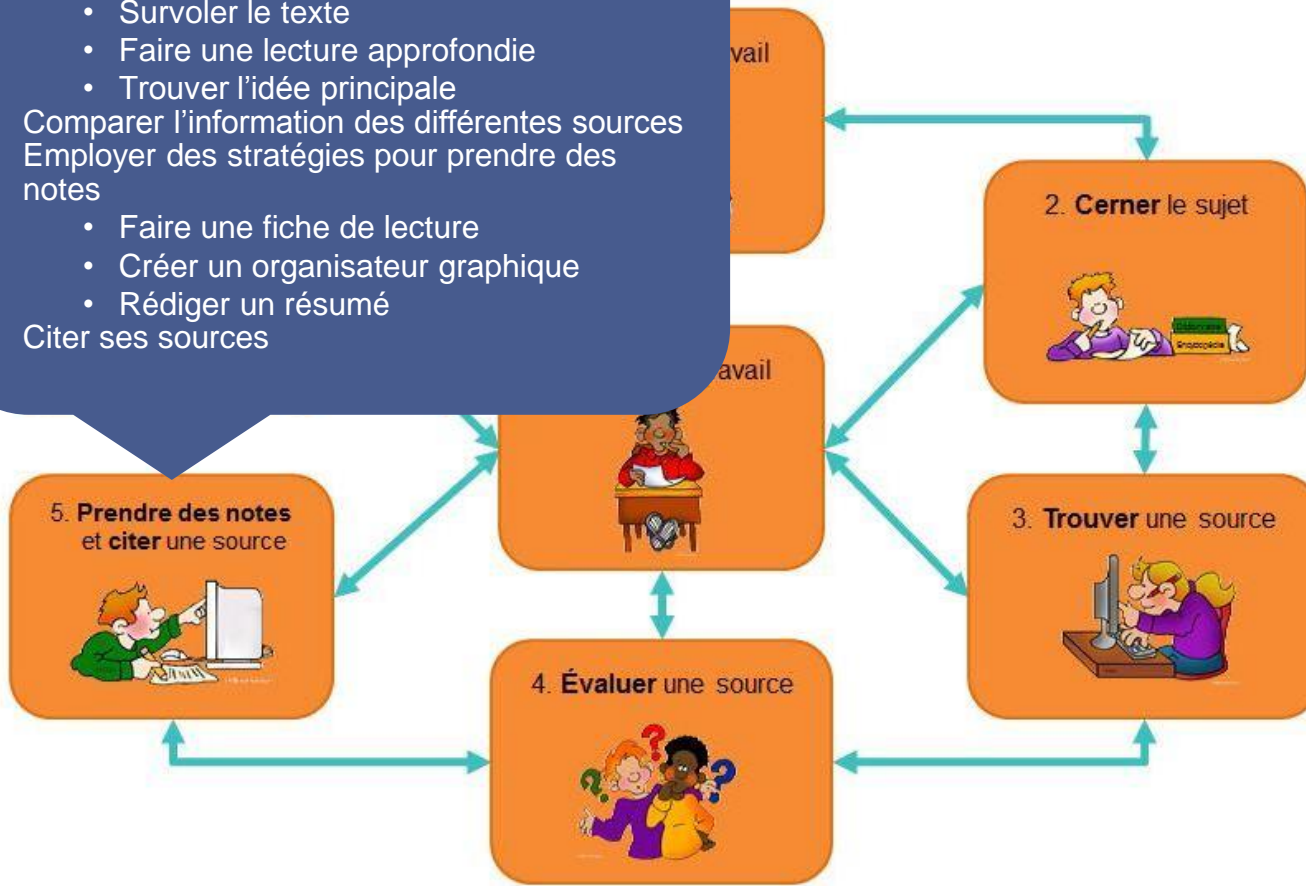 • Survoler le texte
• Faire une lecture approfondie
• Trouver l’idée principale
Comparer l’information des différentes sources
Employer des stratégies pour prendre des
notes
• Faire une fiche de lecture
• Créer un organisateur graphique
• Rédiger un résumé
Citer ses sources
vail
2. Cerner le sujet
Encyclopédie
avail
5. Prendre des notes
et citer une source
3. Trouver une source
4. Évaluer une source